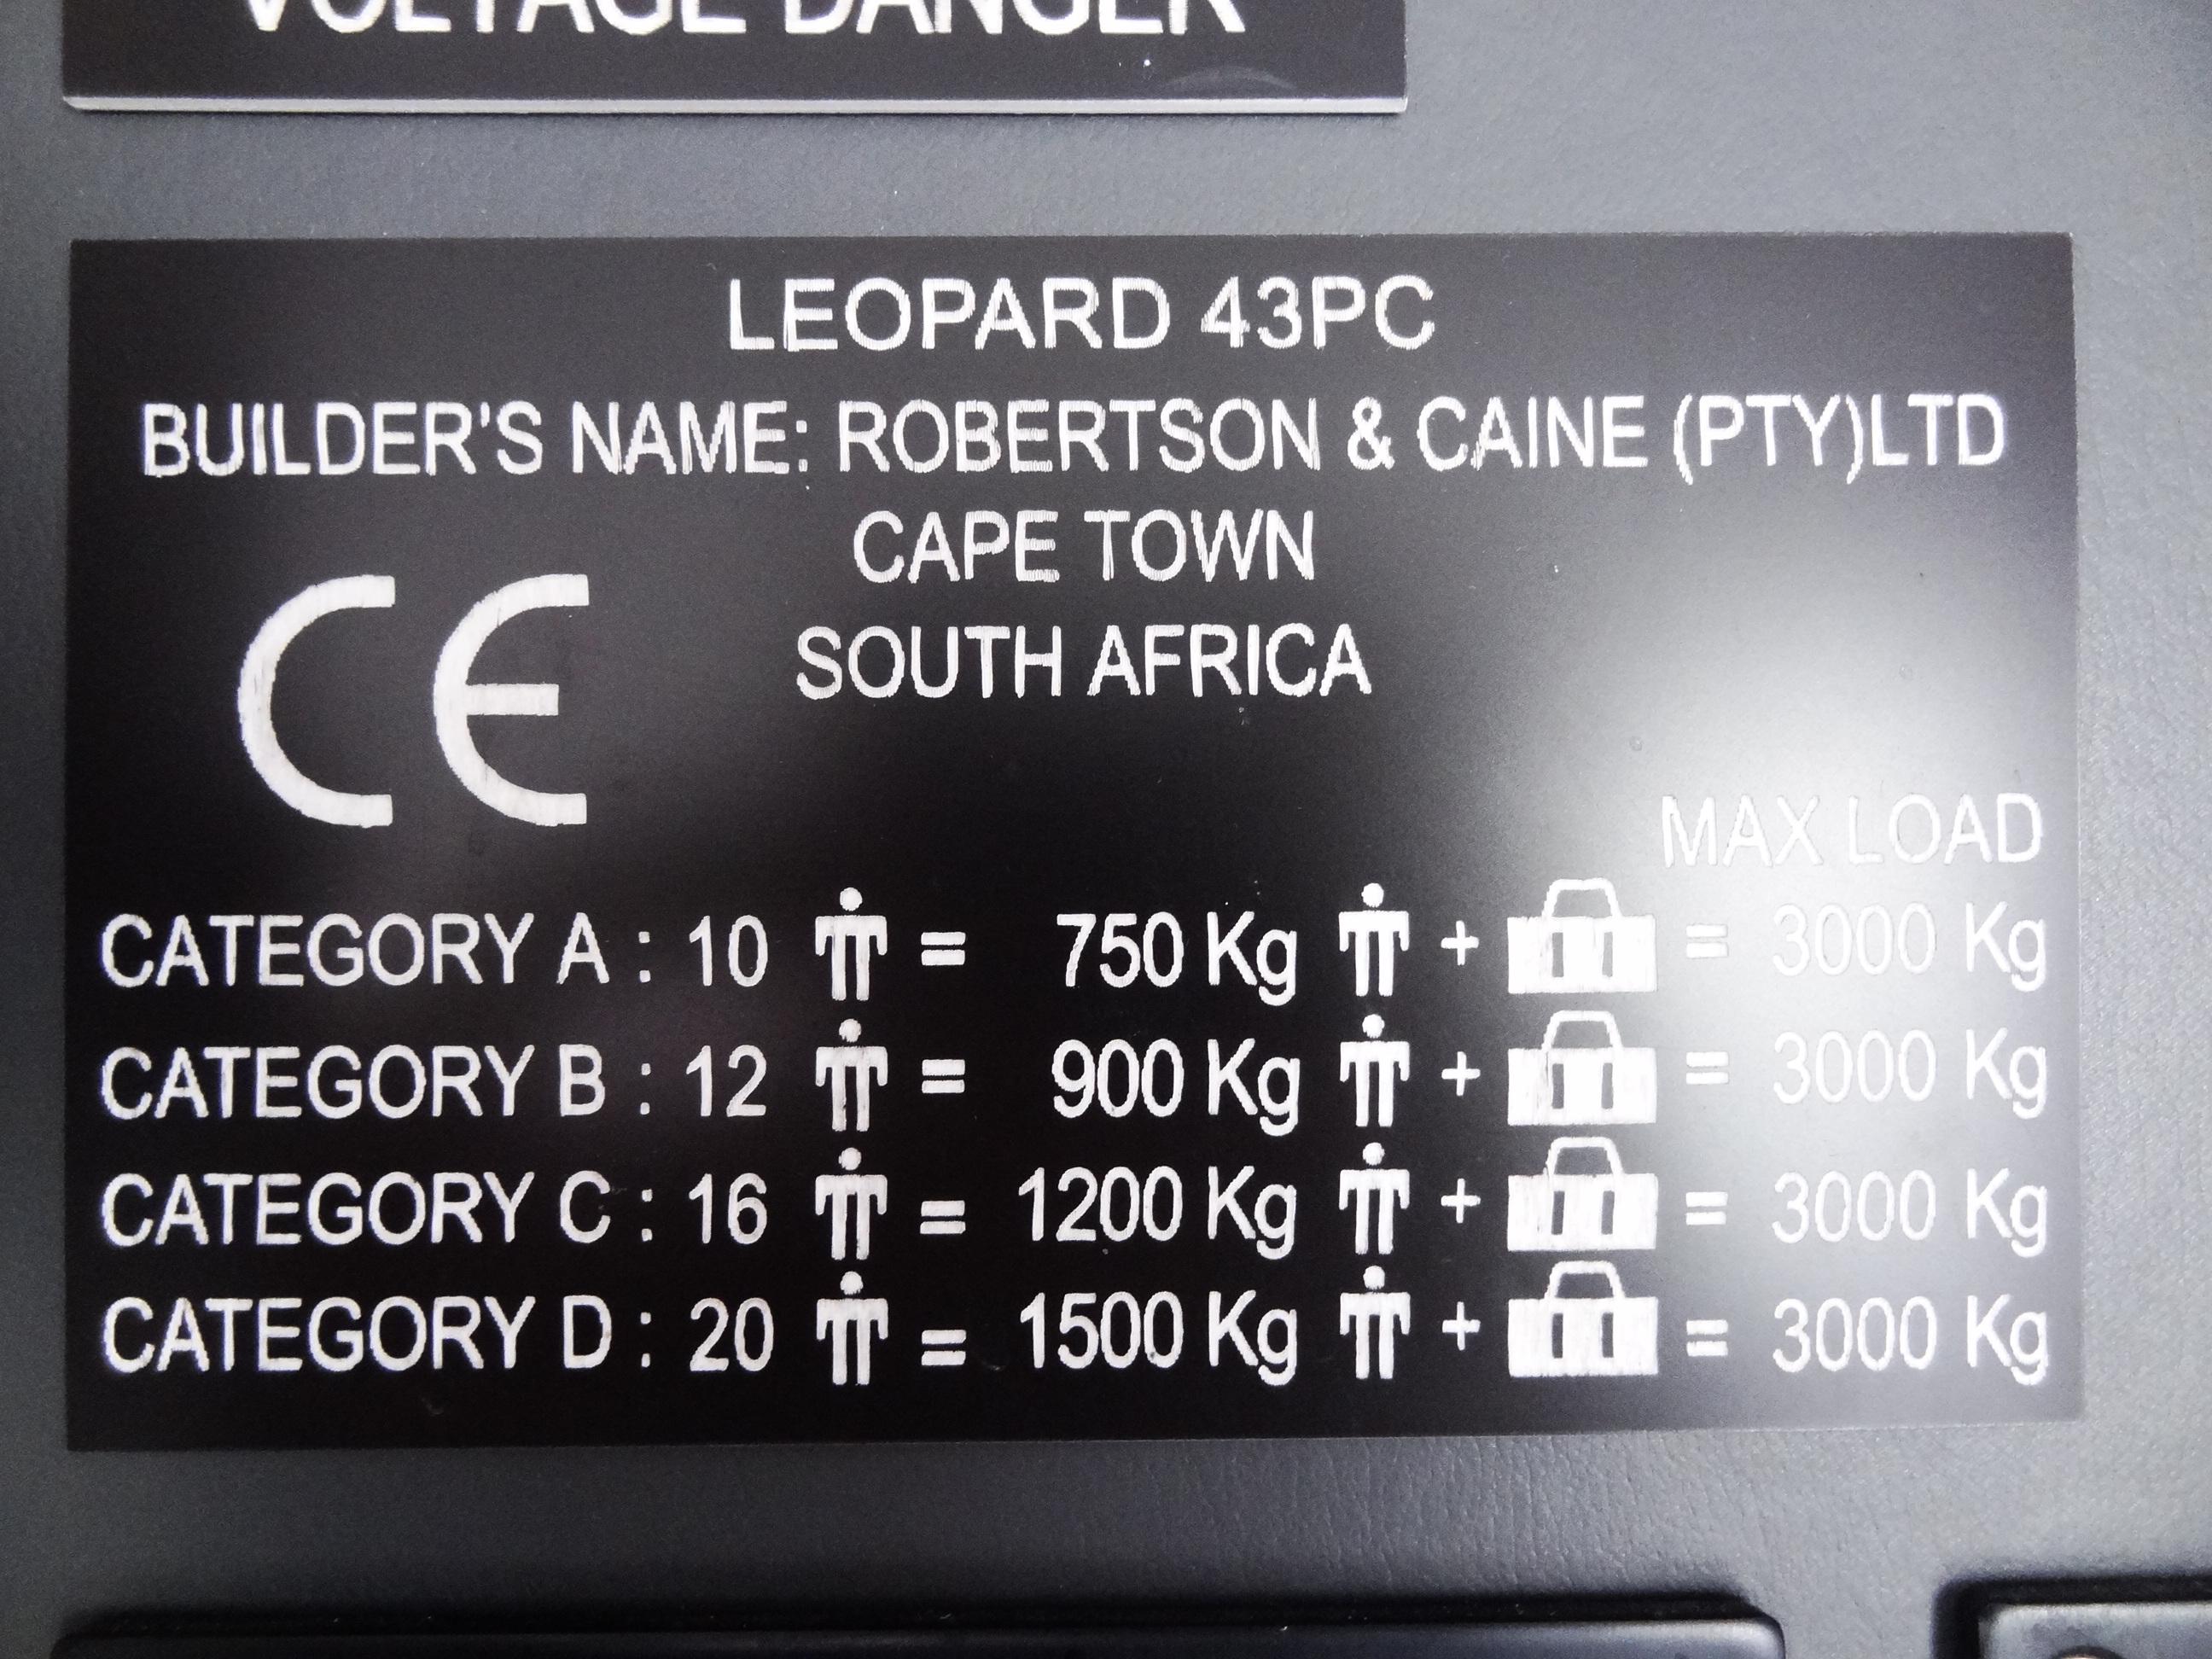 VOLTAGE DANGER
LEOPARD 43PC
BUILDER'S NAME: ROBERTSON & CAINE (PTY)LTD
CAPE TOWN
SOUTH AFRICA
CE
MAX LOAD
CATEGORY A : 10 = 750 Kg + = 3000 Kg
CATEGORY B : 12 = 900 Kg + = 3000 Kg
CATEGORY C : 16 = 1200 Kg + = 3000 Kg
CATEGORY D : 20 = 1500 Kg + = 3000 Kg